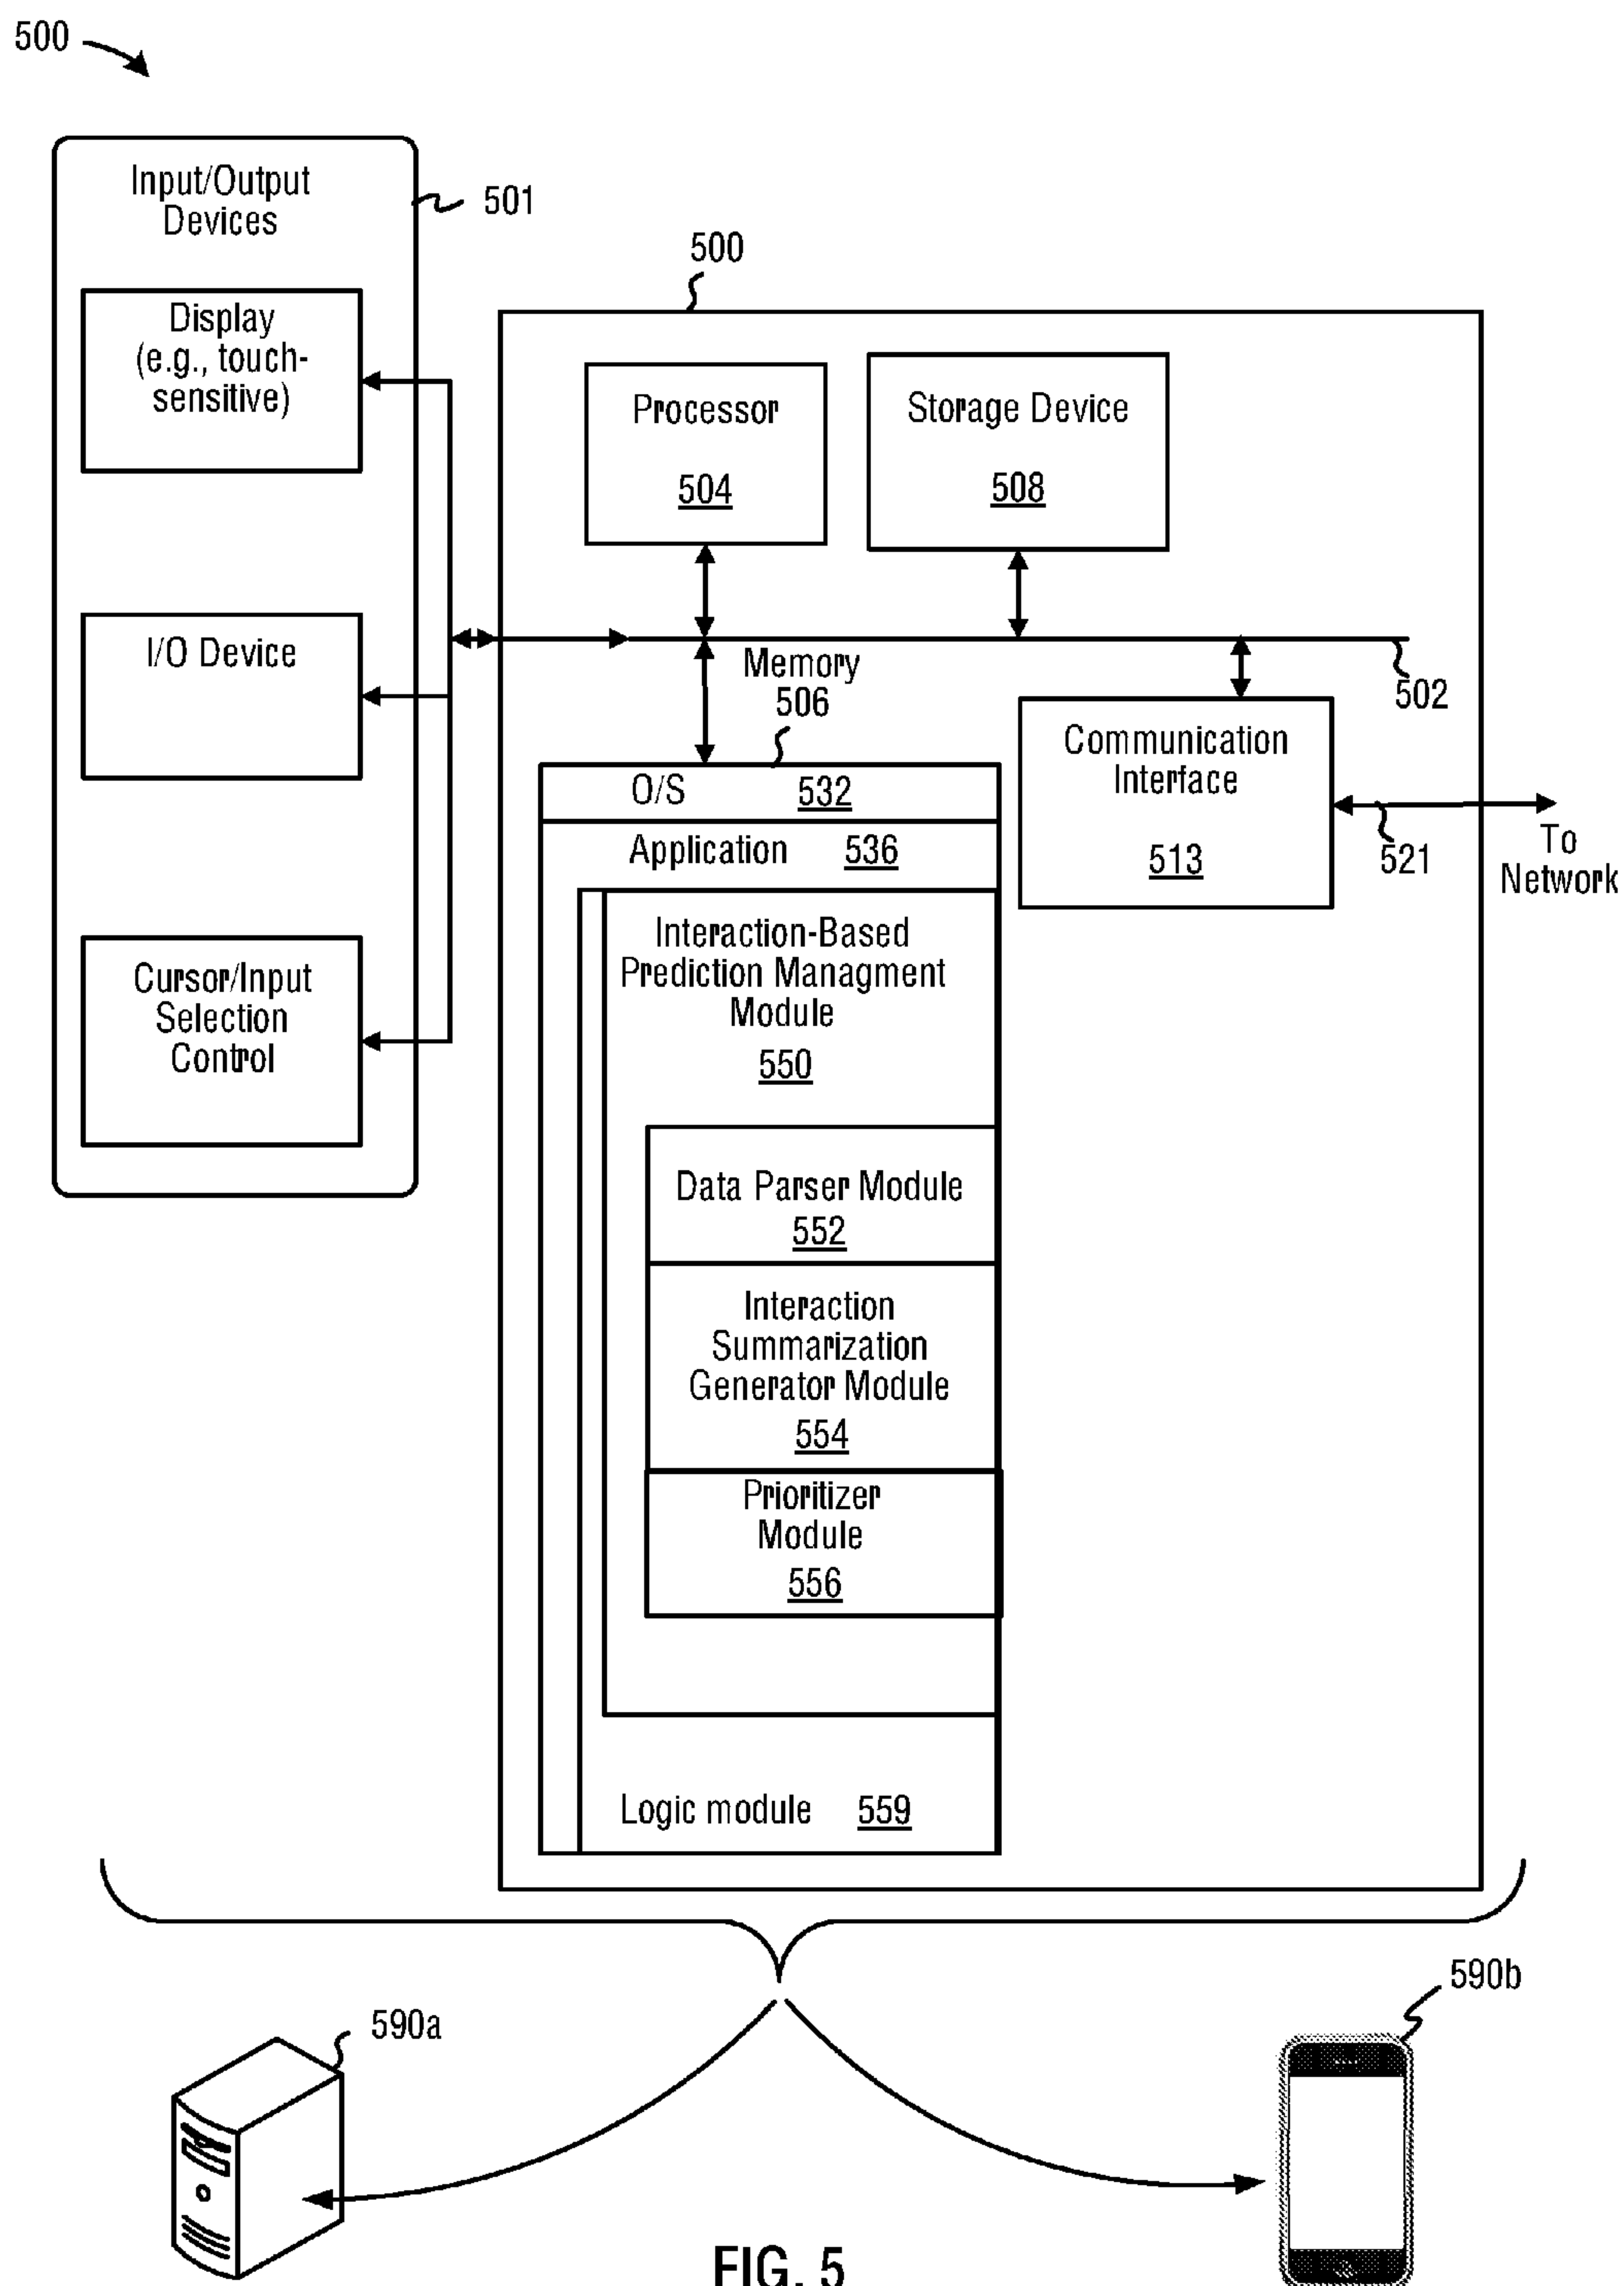 500
Input/Output
Devices
501
Display
(e.g., touch-
sensitive)
I/O Device
Cursor/Input
Selection
Control
500
Processor
504
Storage Device
508
502
Memory
506
Communication
Interface
513
521
To
Network
O/S 532
Application 536
Interaction-Based
Prediction Managment
Module
550
Data Parser Module
552
Interaction
Summarization
Generator Module
554
Prioritizer
Module
556
Logic module 559
590a
590b
FIG. 5